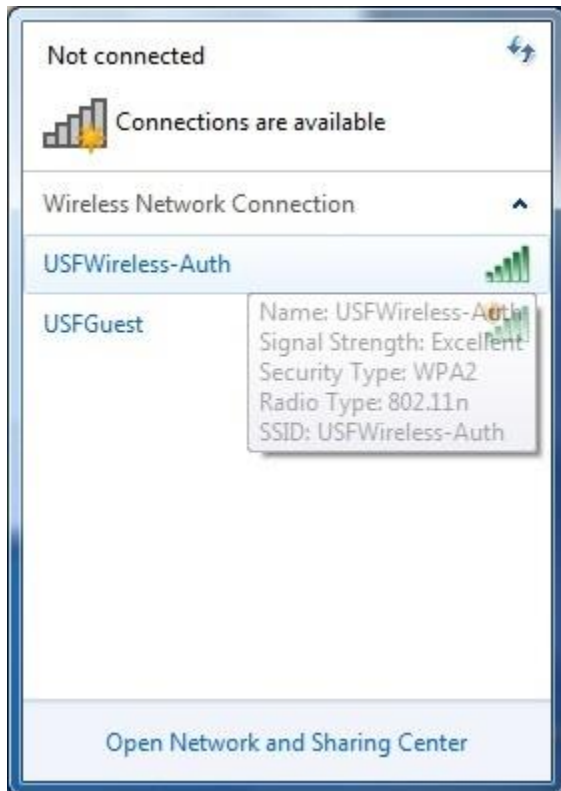 Not connected
Connections are available
Wireless Network Connection
USFWireless-Auth
USFGuest
Name: USFWireless-Auth
Signal Strength: Excellent
Security Type: WPA2
Radio Type: 802.11n
SSID: USFWireless-Auth
Open Network and Sharing Center